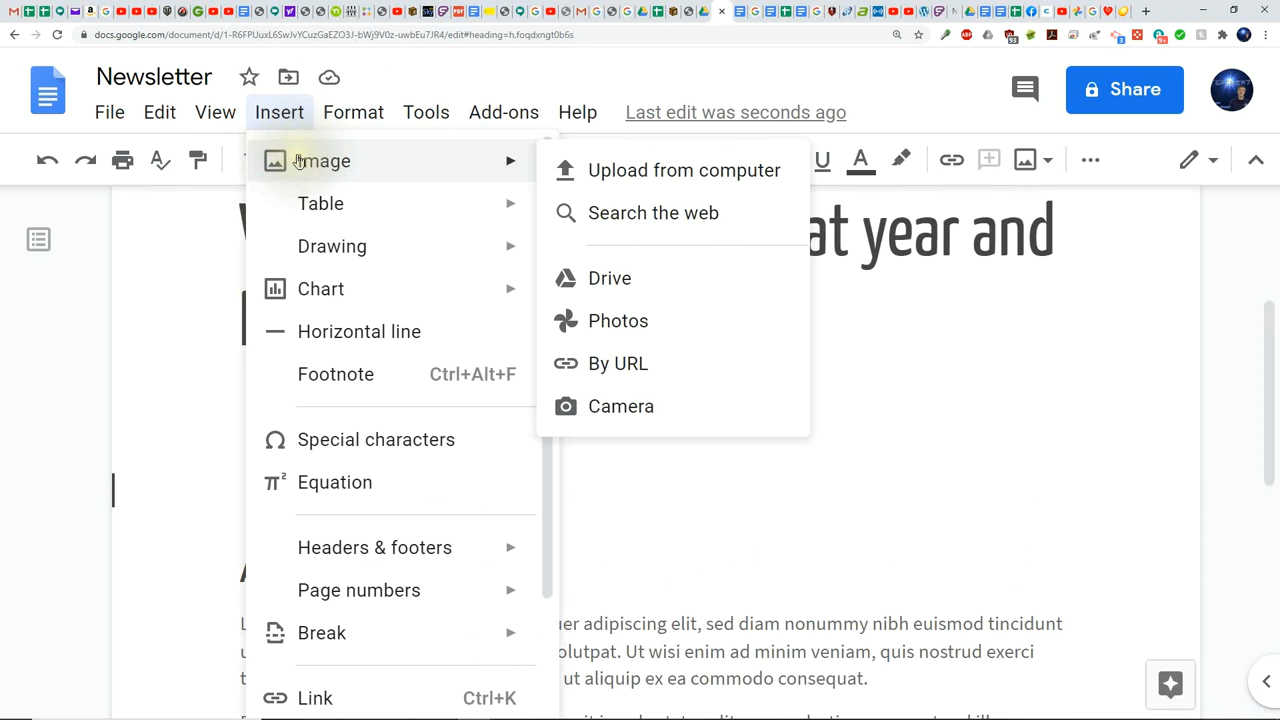 docs.google.com/document/d/1-R6FPUuxL6SwJvYCuzGaEZO3J-bWj9V0z-uwbEu7JR4/edit#heading=h.foqdxngt0b6s
Newsletter
File Edit View Insert Format Tools Add-ons Help Last edit was seconds ago
Share
Image
Table
Drawing
Chart
Horizontal line
Footnote Ctrl+Alt+F
Special characters
Equation
Headers & footers
Page numbers
Break
Link Ctrl+K
Upload from computer
Search the web
Drive
Photos
By URL
Camera
at year and
adipiscing elit, sed diam nonummy nibh euismod tincidunt
Ut wisi enim ad minim veniam, quis nostrud exerci
ut aliquip ex ea commodo consequat.